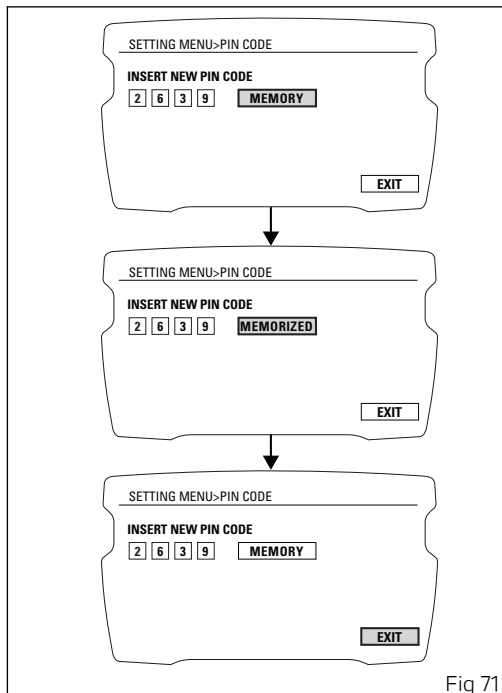 SETTING MENU>PIN CODE
INSERT NEW PIN CODE
2 6 3 9 MEMORY
EXIT
SETTING MENU>PIN CODE
INSERT NEW PIN CODE
2 6 3 9 MEMORIZED
EXIT
SETTING MENU>PIN CODE
INSERT NEW PIN CODE
2 6 3 9 MEMORY
EXIT
Fig 71